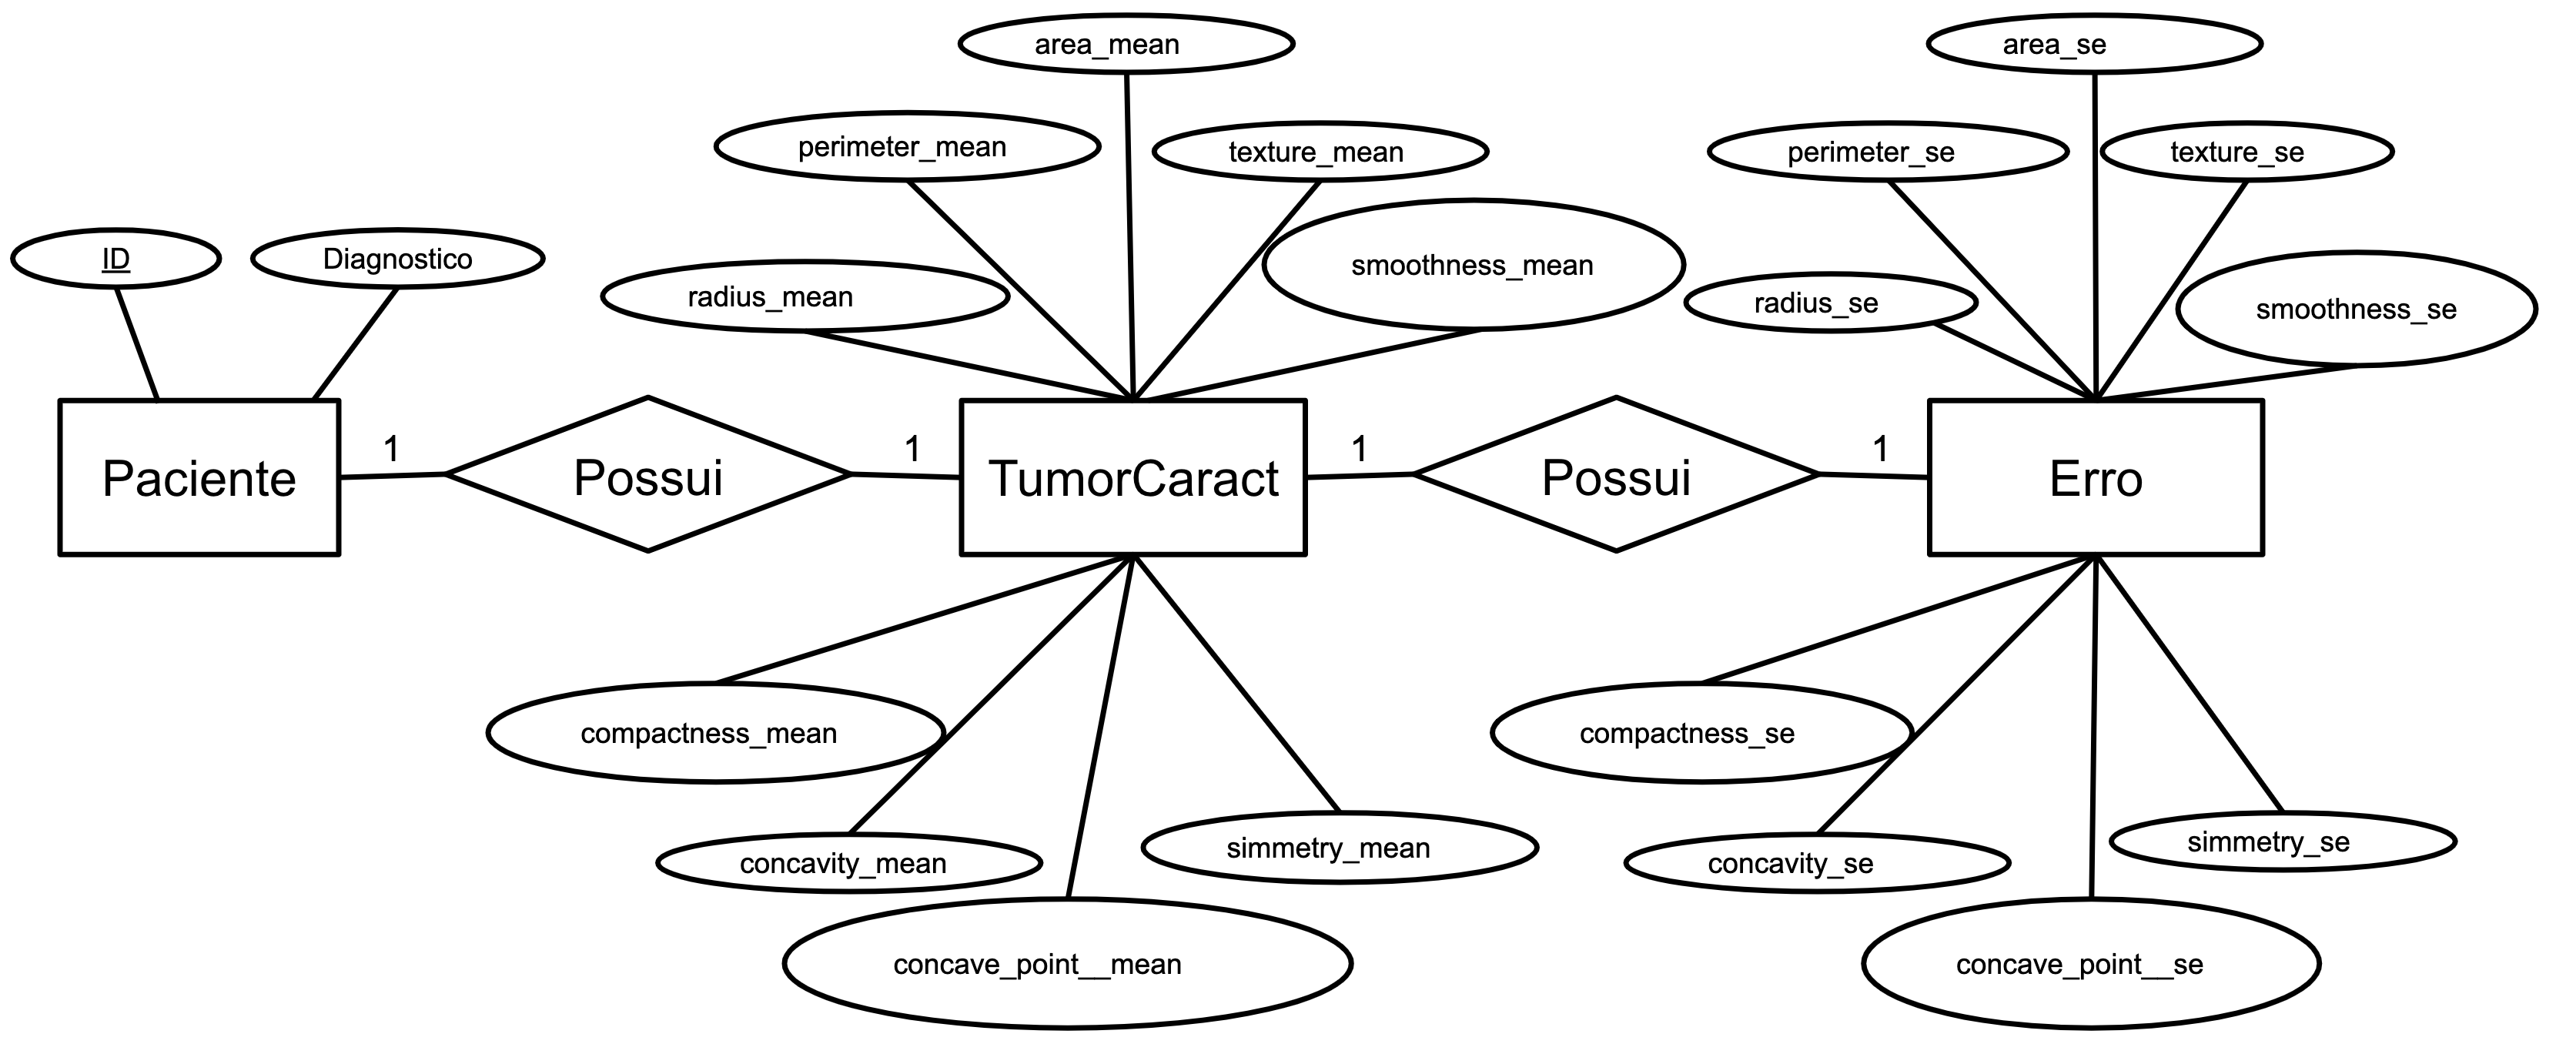 area_mean
area_se
perimeter_mean
texture_mean
perimeter_se
texture_se
ID
Diagnostico
smoothness_mean
radius_mean
radius_se
smoothness_se
1
1
1
1
Paciente
Possui
TumorCaract
Possui
Erro
compactness_mean
compactness_se
concavity_mean
simmetry_mean
concavity_se
simmetry_se
concave_point__mean
concave_point__se